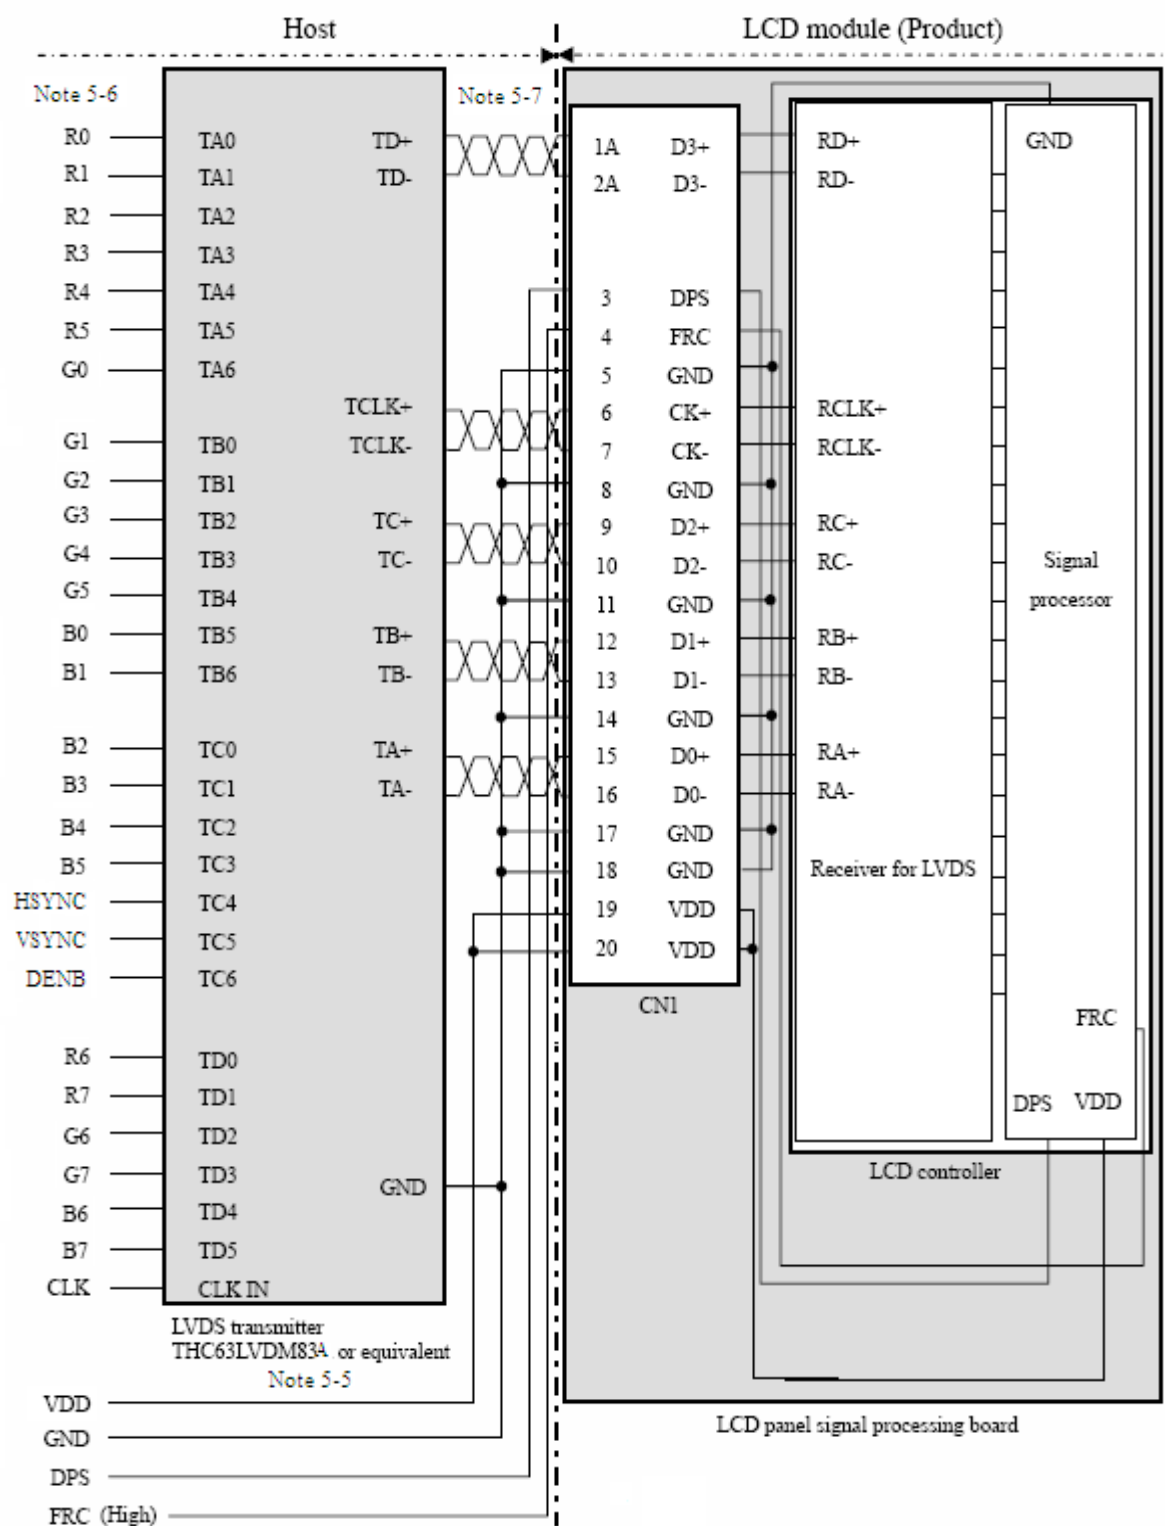 Host
LCD module (Product)
Note 5-6
Note 5-7
R0 TA0 TD+ 1A D3+ RD+ GND
R1 TA1 TD- 2A D3- RD-
R2 TA2
R3 TA3
R4 TA4 3 DPS
R5 TA5 4 FRC
G0 TA6 5 GND
TCLK+ 6 CK+ RCLK+
G1 TB0 TCLK- 7 CK- RCLK-
G2 TB1 8 GND
G3 TB2 TC+ 9 D2+ RC+
G4 TB3 TC- 10 D2- RC- Signal
G5 TB4 11 GND processor
B0 TB5 TB+ 12 D1+ RB+
B1 TB6 TB- 13 D1- RB-
14 GND
B2 TC0 TA+ 15 D0+ RA+
B3 TC1 TA- 16 D0- RA-
B4 TC2 17 GND
B5 TC3 18 GND Receiver for LVDS
HSYNC TC4 19 VDD
VSYNC TC5 20 VDD
DENB TC6
CN1
FRC
R6 TD0
R7 TD1 DPS VDD
G6 TD2
G7 TD3 GND LCD controller
B6 TD4
B7 TD5
CLK CLK IN
LVDS transmitter
THC63LVDM83A or equivalent
Note 5-5
VDD
LCD panel signal processing board
GND
DPS
FRC (High)